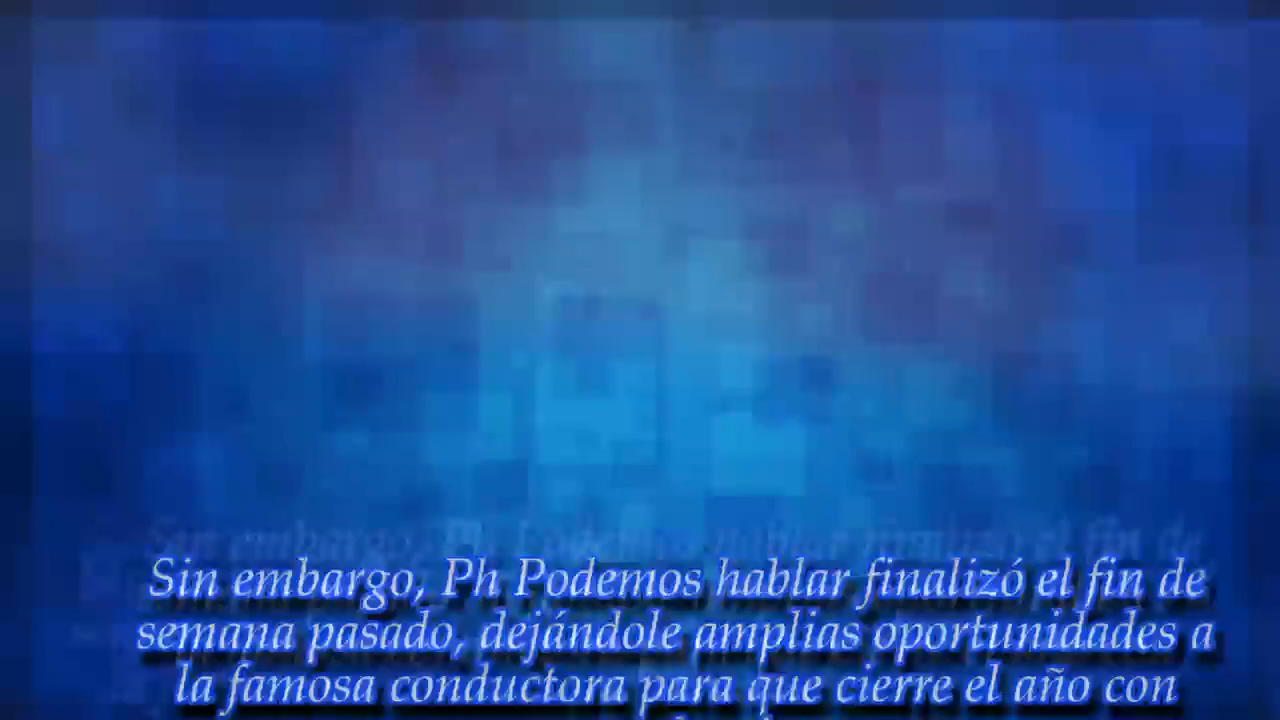 Sin embargo, Ph Podemos hablar finalizó el fin de
semana pasado, dejándole amplias oportunidades a
la famosa conductora para que cierre el año con